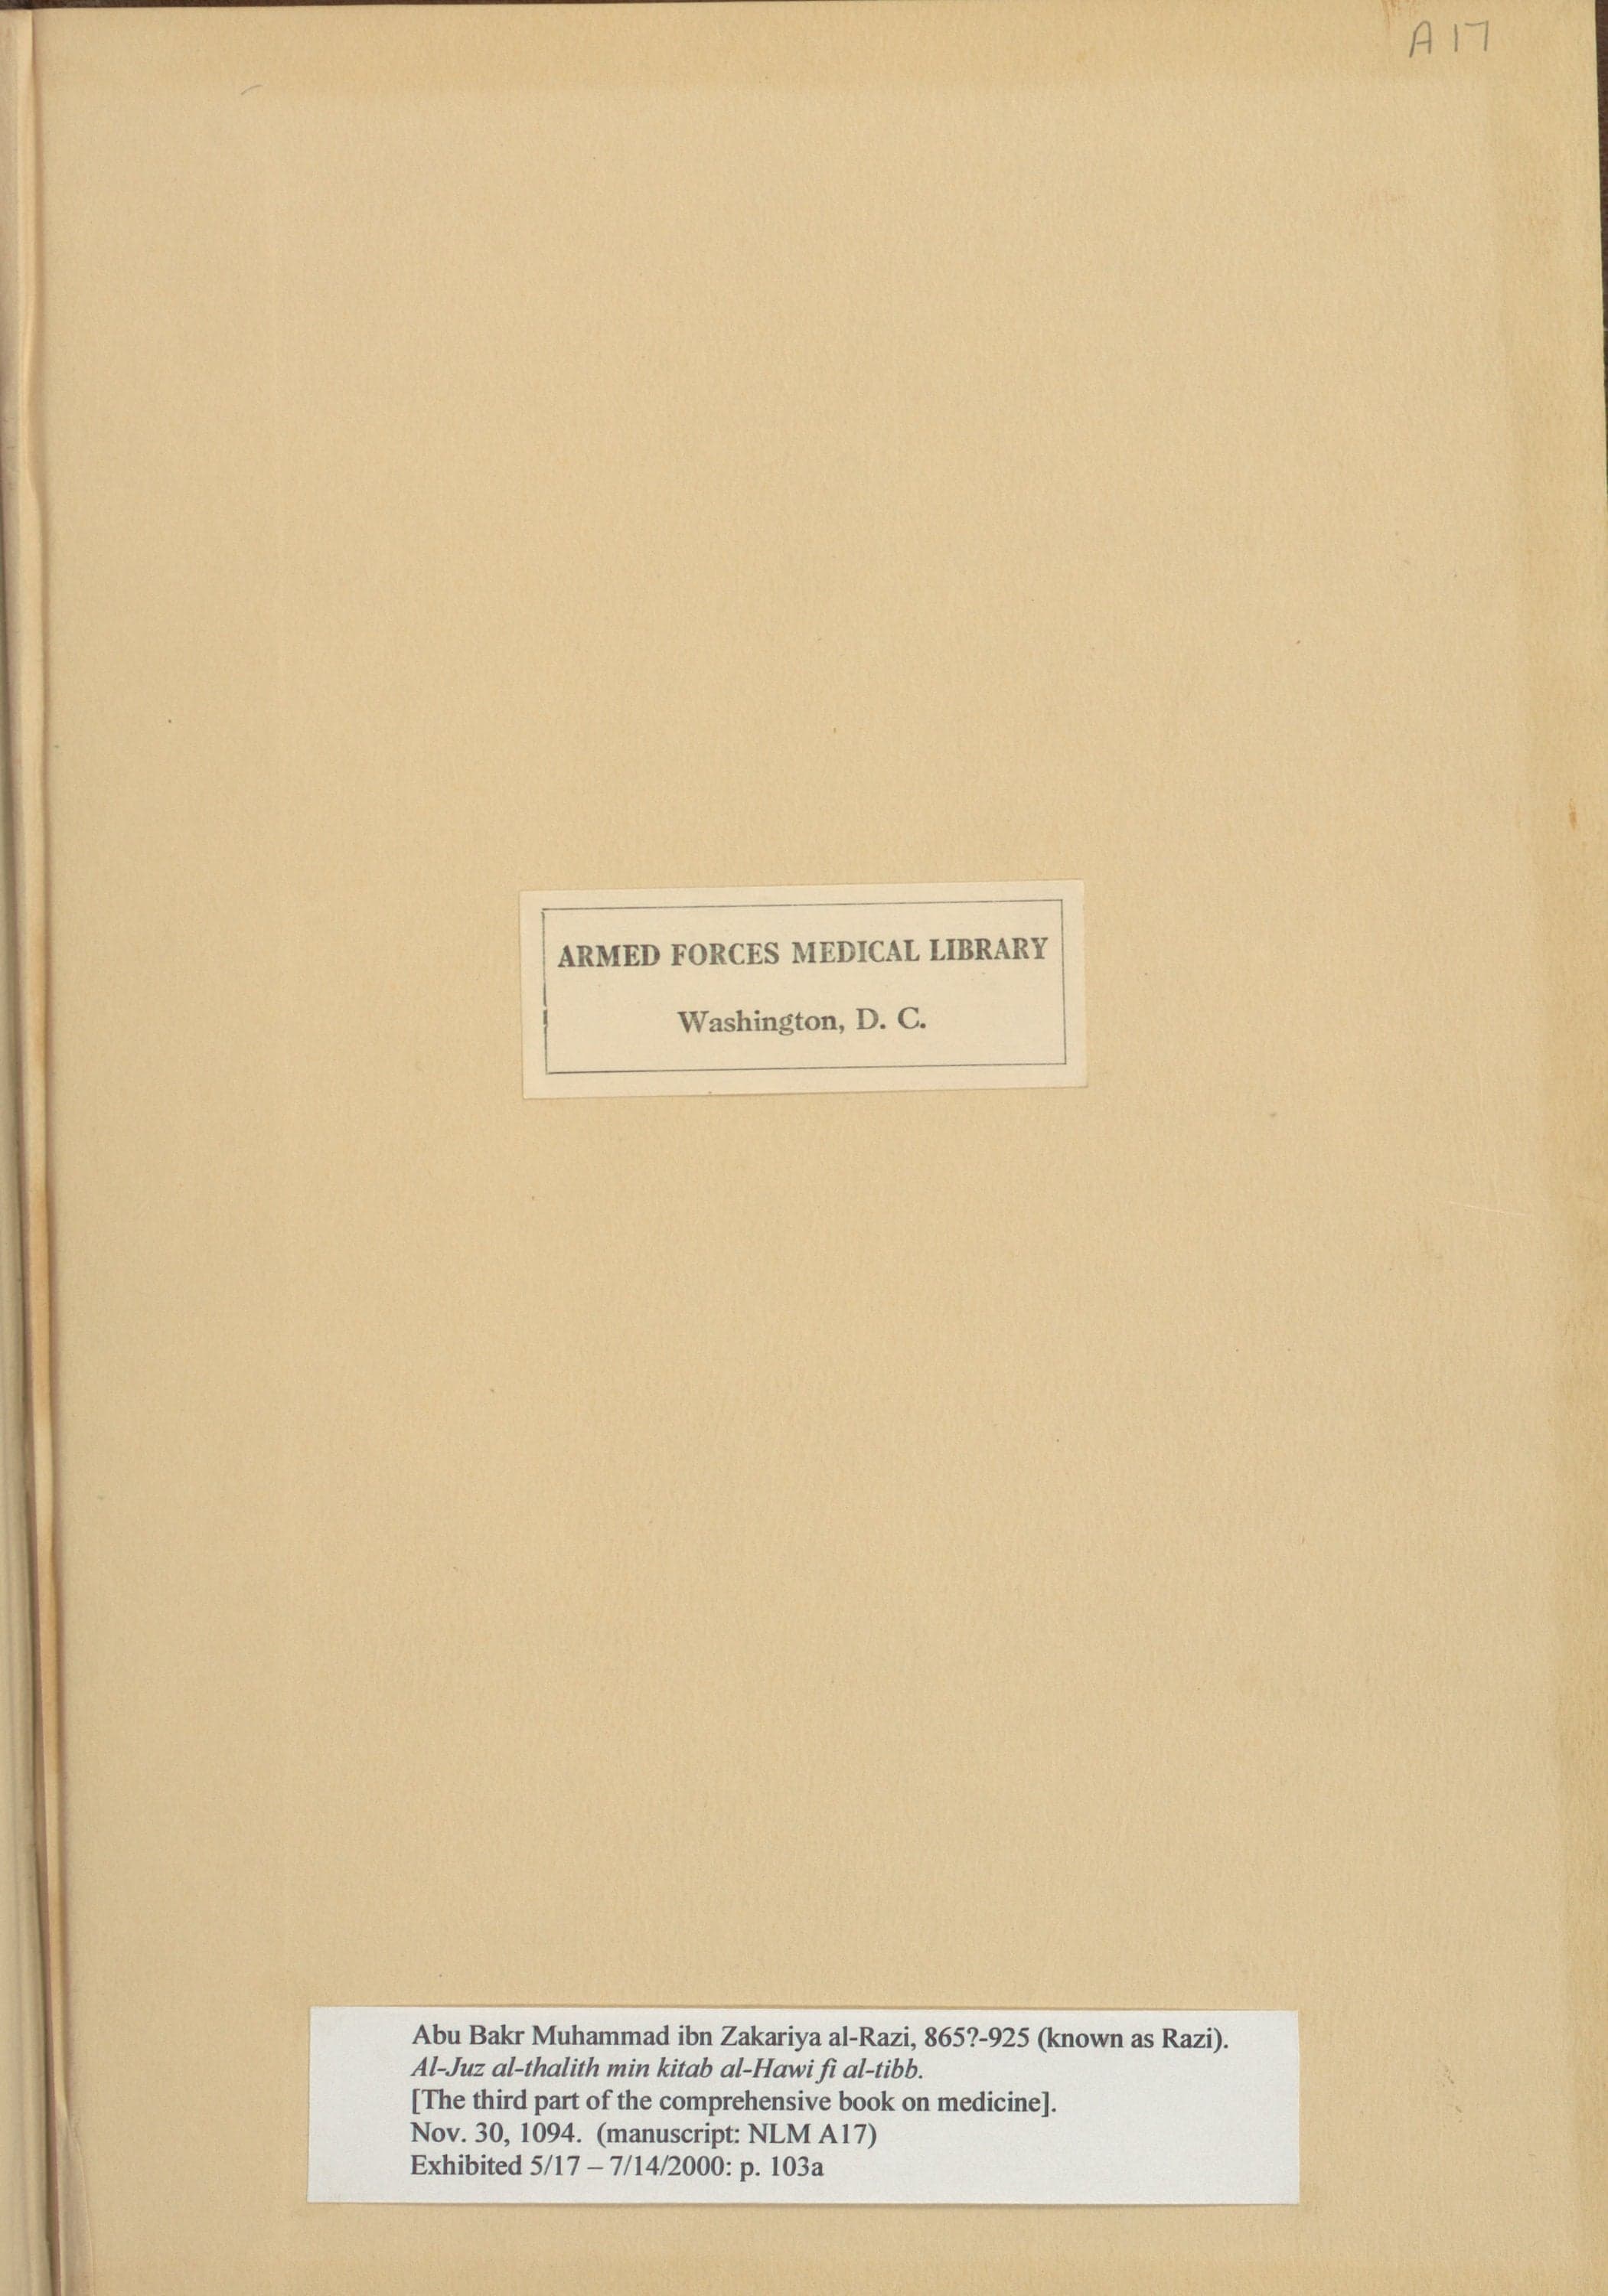 A 17
ARMED FORCES MEDICAL LIBRARY
Washington, D. C.
Abu Bakr Muhammad ibn Zakariya al-Razi, 865?-925 (known as Razi).
Al-Juz al-thalith min kitab al-Hawi fi al-tibb.
[The third part of the comprehensive book on medicine].
Nov. 30, 1094. (manuscript: NLM A17)
Exhibited 5/17 – 7/14/2000: p. 103a